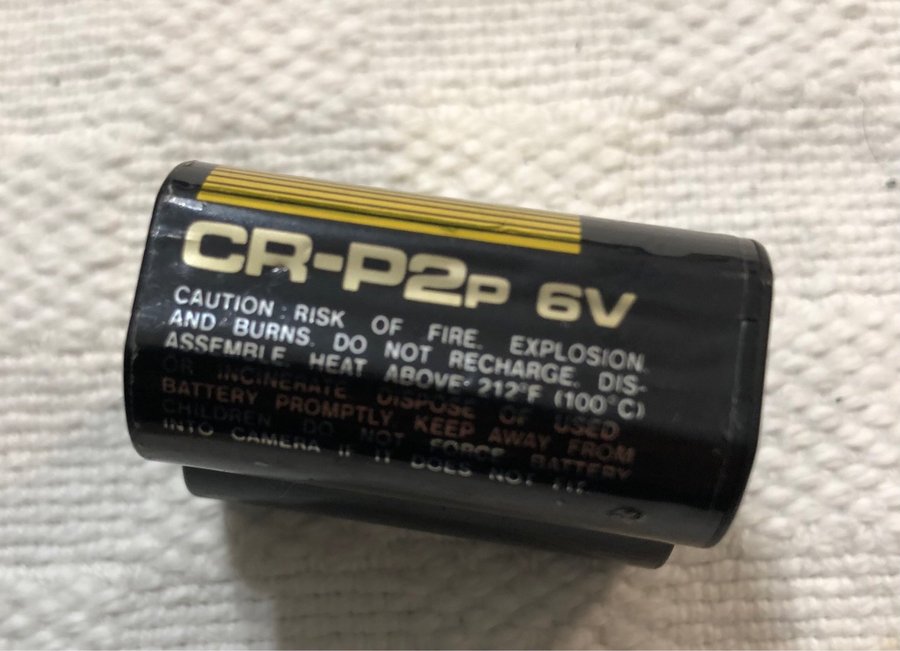 CR-P2P 6V
CAUTION : RISK OF FIRE. EXPLOSION
AND BURNS. DO NOT RECHARGE. DIS-
ASSEMBLE. HEAT ABOVE 212°F (100°C)
OR INCINERATE DISPOSE OF USED
BATTERY PROMPTLY. KEEP AWAY FROM
CHILDREN. DO NOT FORCE BATTERY
INTO CAMERA IF IT DOES NOT FIT.